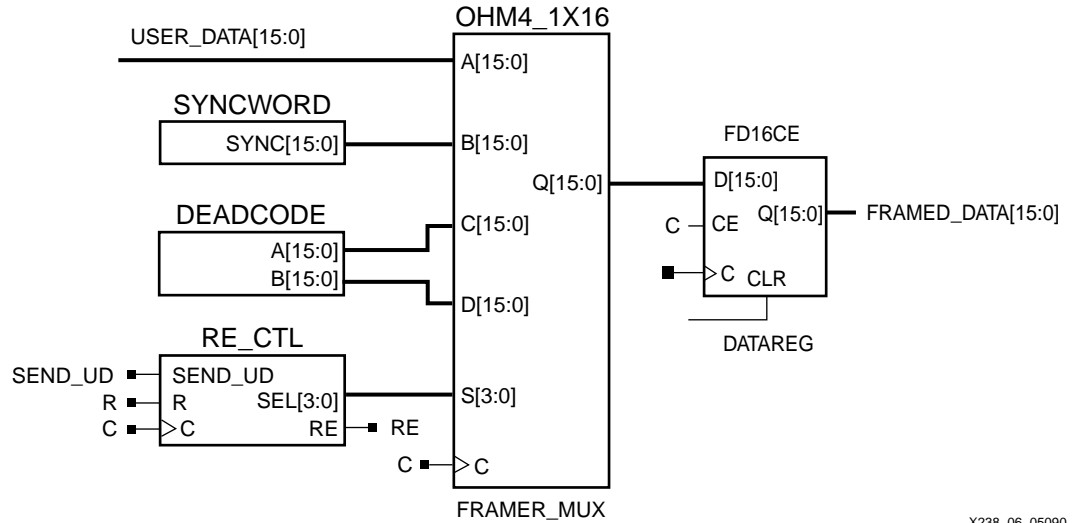 OHM4_1X16
USER_DATA[15:0]
A[15:0]
SYNCWORD
SYNC[15:0]
B[15:0]
FD16CE
Q[15:0]
D[15:0]
DEADCODE
C[15:0]
Q[15:0]
FRAMED_DATA[15:0]
A[15:0]
C
CE
B[15:0]
D[15:0]
C
CLR
RE_CTL
DATAREG
SEND_UD
SEND_UD
R
R
SEL[3:0]
S[3:0]
C
C
RE
RE
C
C
FRAMER_MUX